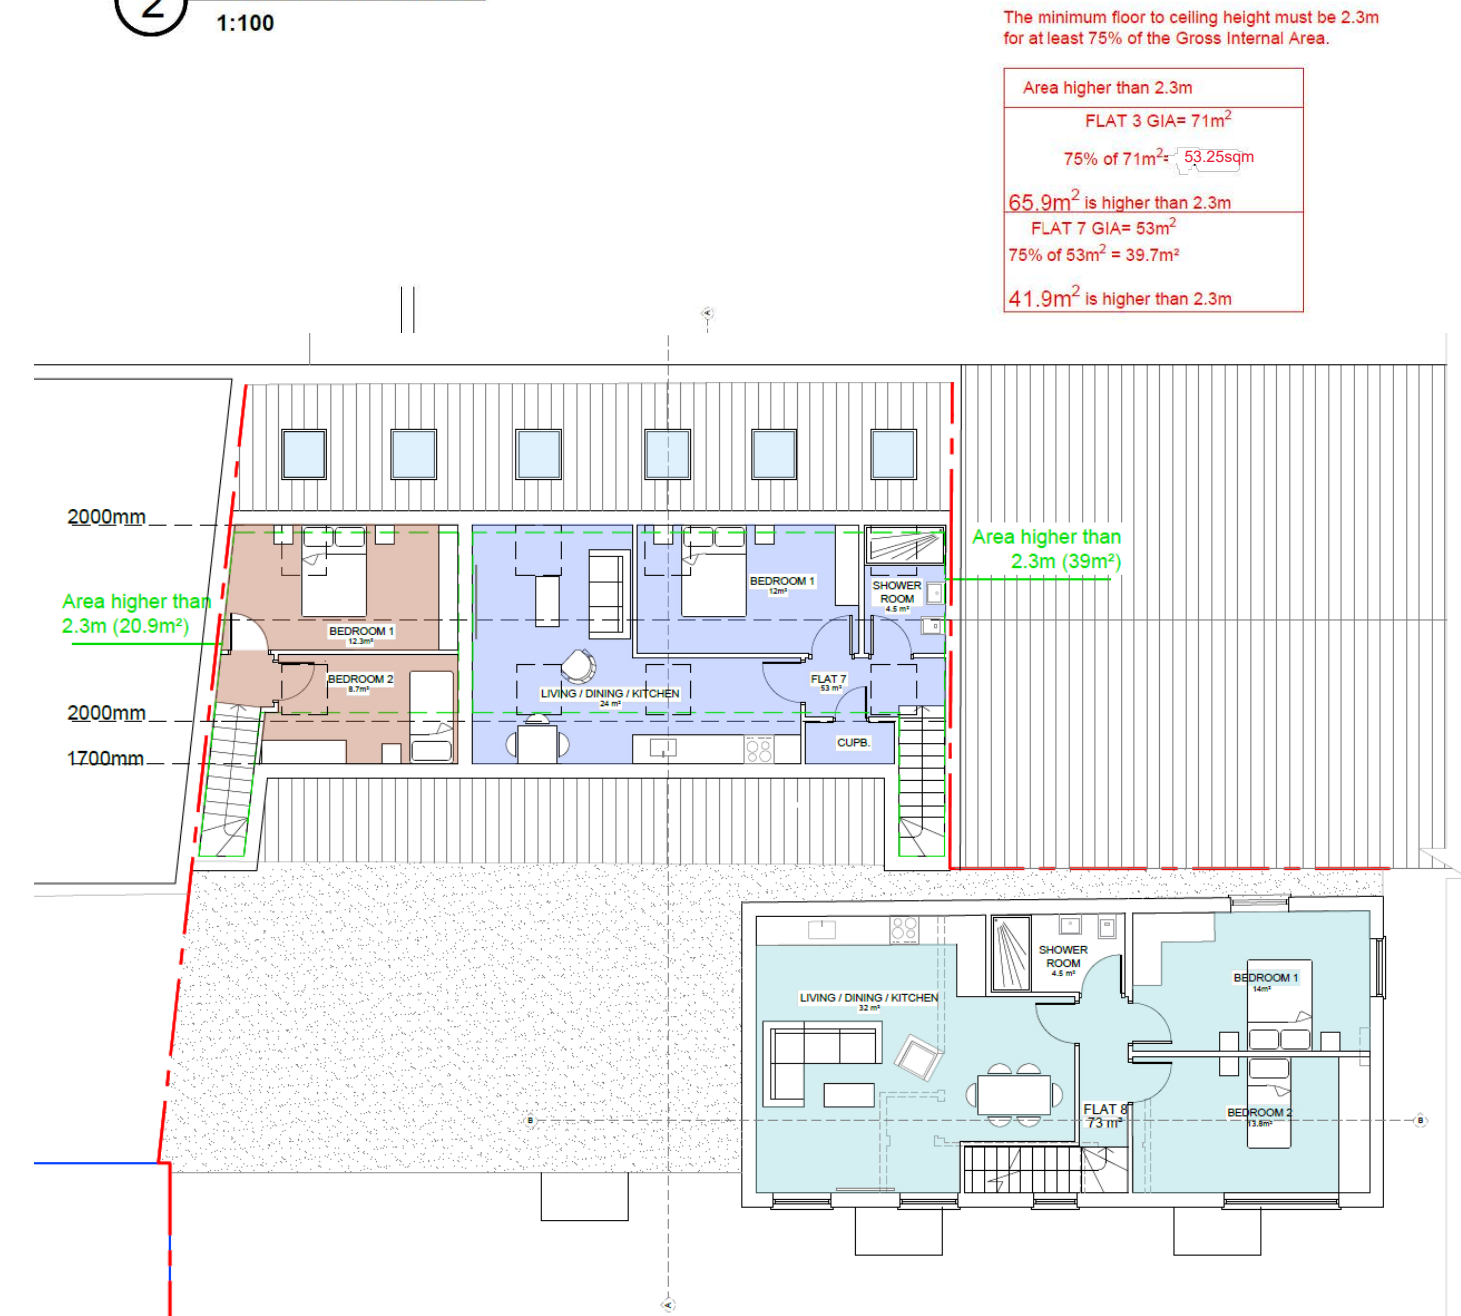 2
1:100
The minimum floor to ceiling height must be 2.3m
for at least 75% of the Gross Internal Area.
Area higher than 2.3m
FLAT 3 GIA= 71m²
75% of 71m²= 53.25sqm
65.9m² is higher than 2.3m
FLAT 7 GIA= 53m²
75% of 53m² = 39.7m²
41.9m² is higher than 2.3m
A
2000mm
Area higher than
2.3m (39m²)
Area higher than
2.3m (20.9m²)
BEDROOM 1
12.3m²
BEDROOM 2
8.7m²
BEDROOM 1
12m²
SHOWER
ROOM
4.5 m²
LIVING / DINING / KITCHEN
24 m²
FLAT 7
53 m²
2000mm
CUPB.
1700mm
SHOWER
ROOM
4.5 m²
LIVING / DINING / KITCHEN
32 m²
BEDROOM 1
14m²
FLAT 8
73 m²
BEDROOM 2
13.8m²
B
B
A